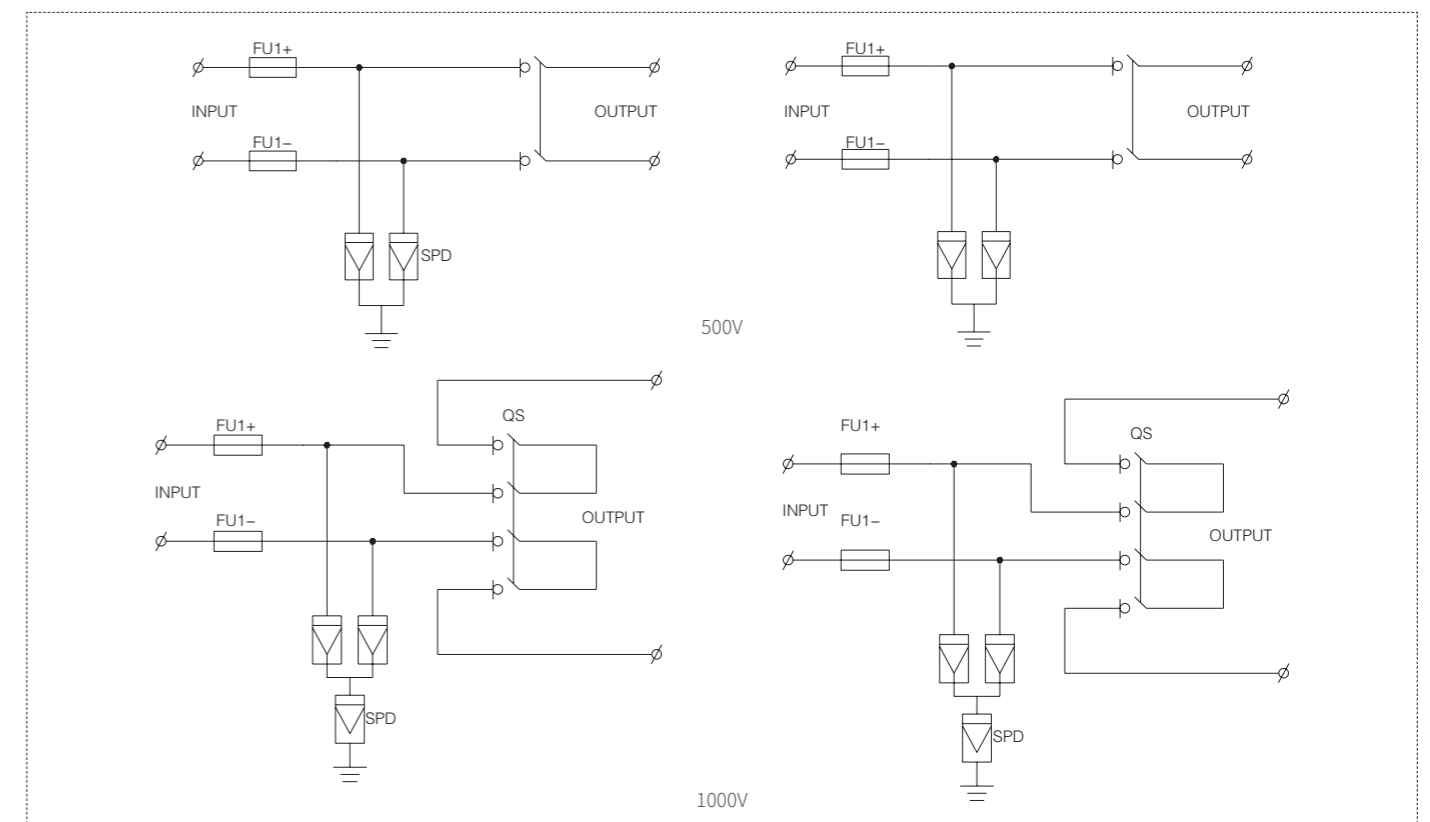 FU1+
INPUT
OUTPUT
FU1−
SPD
FU1+
INPUT
OUTPUT
FU1−
500V
QS
FU1+
INPUT
OUTPUT
FU1−
SPD
QS
FU1+
INPUT
FU1−
OUTPUT
SPD
1000V